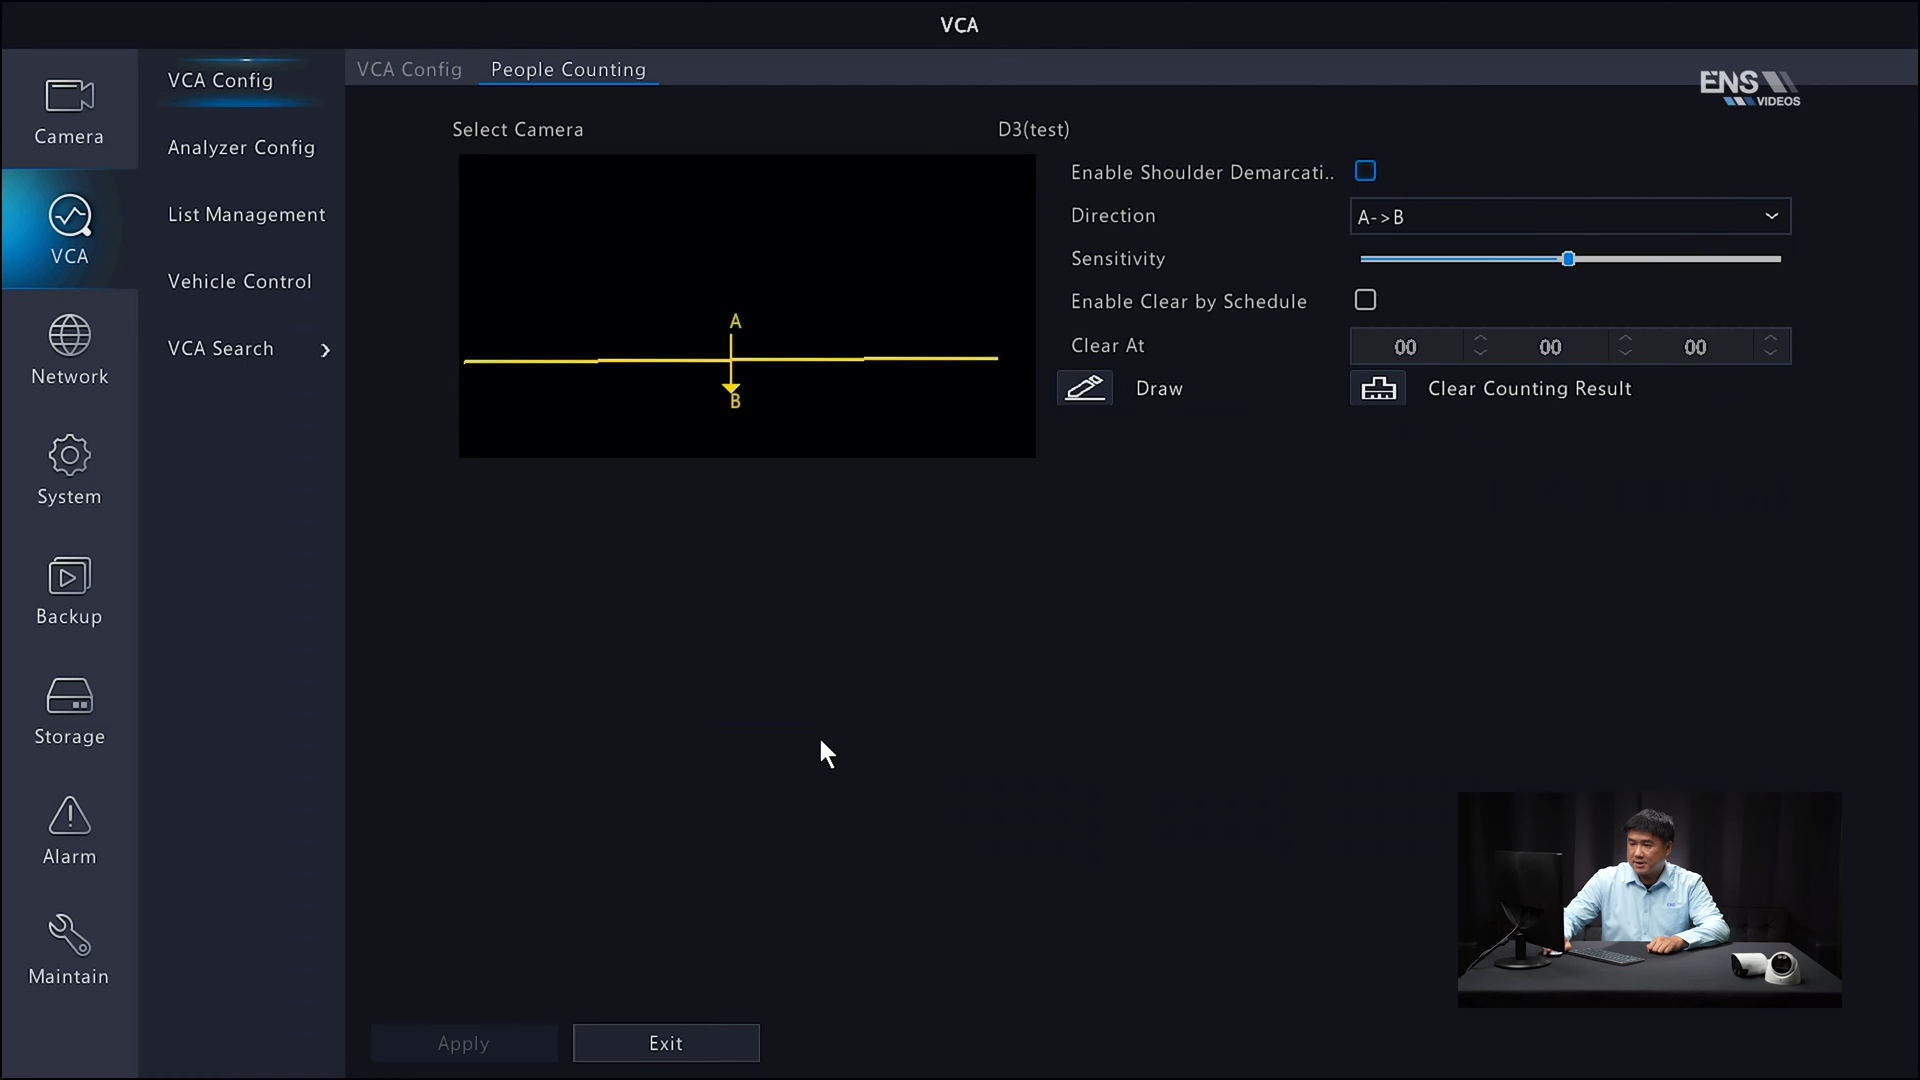 VCA
Camera
VCA
Network
System
Backup
Storage
Alarm
Maintain
VCA Config
Analyzer Config
List Management
Vehicle Control
VCA Search
VCA Config People Counting
ENS
VIDEOS
Select Camera D3(test)
A
B
Enable Shoulder Demarcati..
Direction A->B
Sensitivity
Enable Clear by Schedule
Clear At 00 00 00
Draw Clear Counting Result
Apply Exit